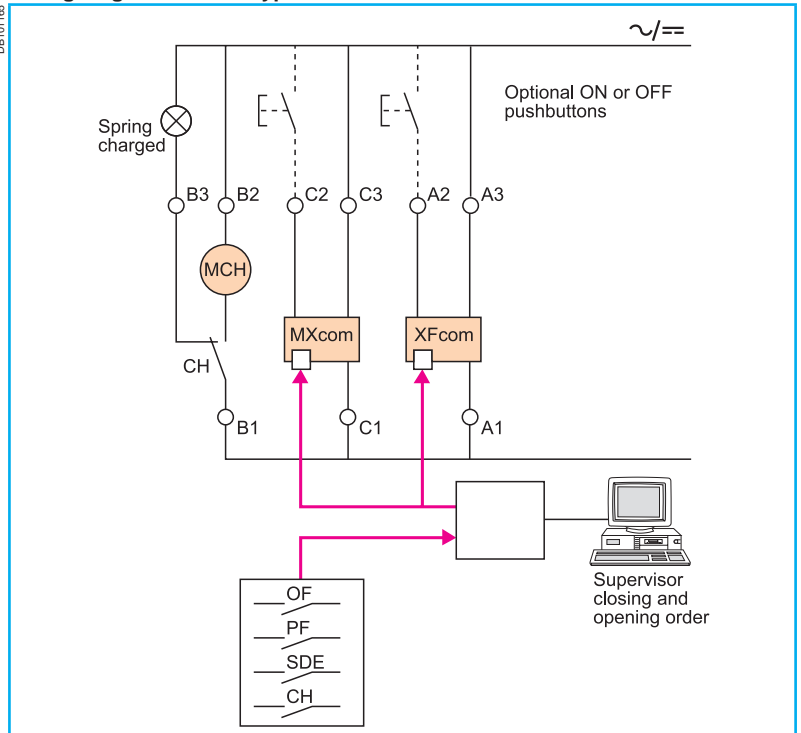 ~/==
Optional ON or OFF
pushbuttons
Spring
charged
B3
B2
C2
C3
A2
A3
MCH
MXcom
XFcom
CH
B1
C1
A1
OF
PF
SDE
CH
Supervisor
closing and
opening order